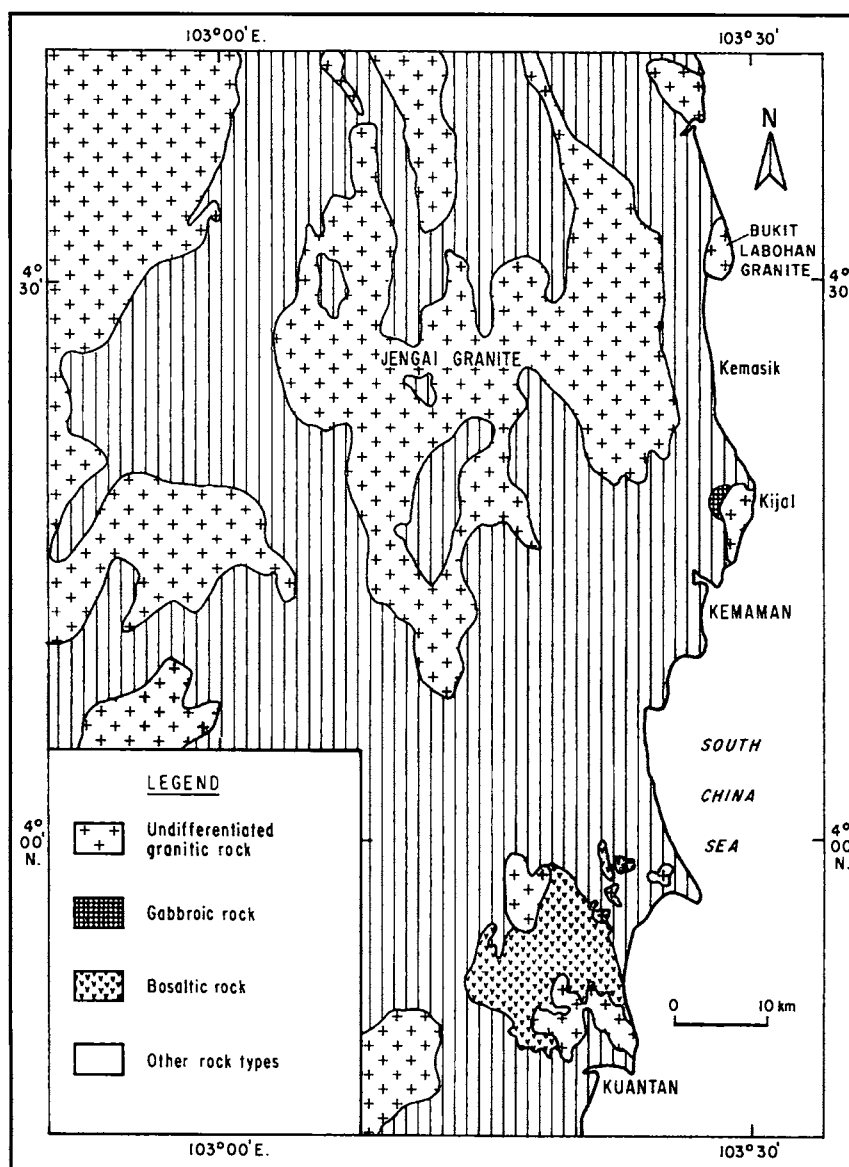 103°00' E.
103°30'
N
BUKIT
LABOHAN
GRANITE
4°
30'
4°
30'
JENGAI GRANITE
Kemasik
Kijal
KEMAMAN
SOUTH
CHINA
SEA
LEGEND
Undifferentiated
granitic rock
Gabbroic rock
Bosaltic rock
Other rock types
4°
00'
N.
4°
00'
N.
0 10 km
KUANTAN
103°00' E.
103°30'